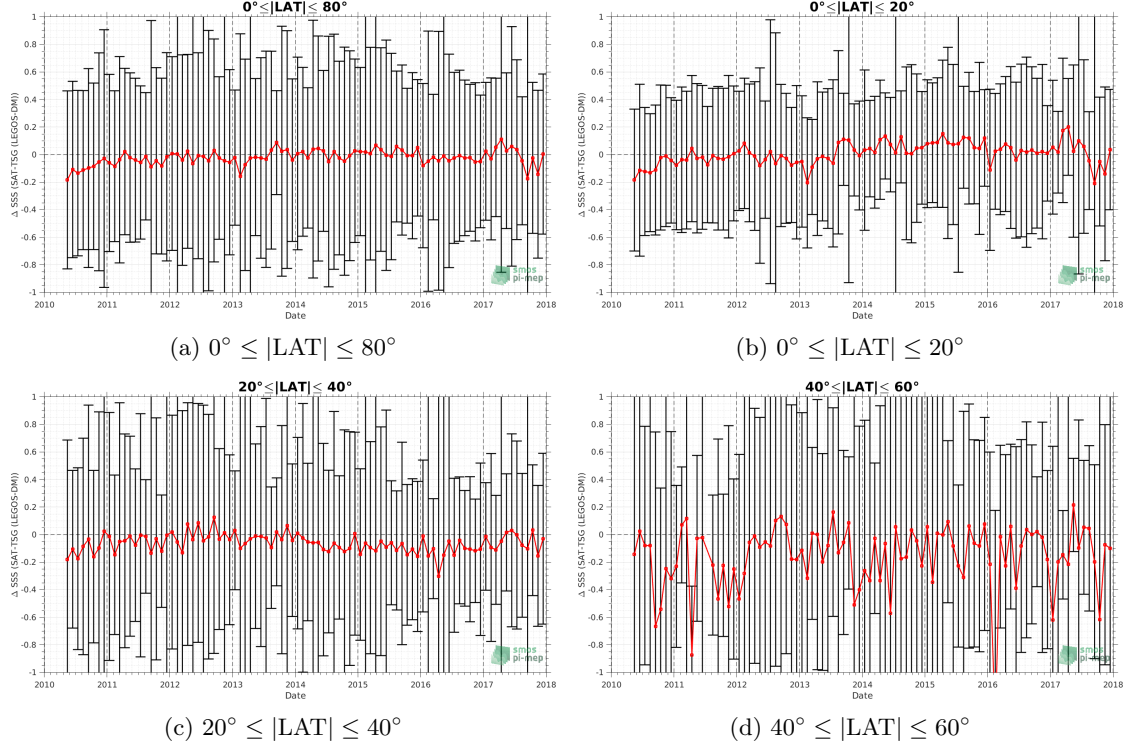 0°≤|LAT|≤ 80°
Δ SSS (SAT-TSG (LEGOS-DM))
1
0.8
0.6
0.4
0.2
0
-0.2
-0.4
-0.6
-0.8
-1
2010 2011 2012 2013 2014 2015 2016 2017 2018
Date
smos
pi-mep
(a) 0° ≤ |LAT| ≤ 80°
0°≤|LAT|≤ 20°
Δ SSS (SAT-TSG (LEGOS-DM))
1
0.8
0.6
0.4
0.2
0
-0.2
-0.4
-0.6
-0.8
-1
2010 2011 2012 2013 2014 2015 2016 2017 2018
Date
smos
pi-mep
(b) 0° ≤ |LAT| ≤ 20°
20°≤|LAT|≤ 40°
Δ SSS (SAT-TSG (LEGOS-DM))
1
0.8
0.6
0.4
0.2
0
-0.2
-0.4
-0.6
-0.8
-1
2010 2011 2012 2013 2014 2015 2016 2017 2018
Date
smos
pi-mep
(c) 20° ≤ |LAT| ≤ 40°
40°≤|LAT|≤ 60°
Δ SSS (SAT-TSG (LEGOS-DM))
1
0.8
0.6
0.4
0.2
0
-0.2
-0.4
-0.6
-0.8
-1
2010 2011 2012 2013 2014 2015 2016 2017 2018
Date
smos
pi-mep
(d) 40° ≤ |LAT| ≤ 60°